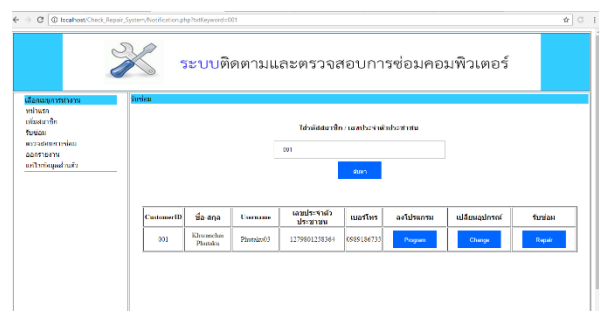 localhost/Check_Repair_System/Notification.php?txtKeyword=001
ระบบติดตามและตรวจสอบการซ่อมคอมพิวเตอร์
เลือกเมนูการทำงาน
หน้าแรก
เพิ่มสมาชิก
รับซ่อม
ตรวจสอบการซ่อม
ออกรายงาน
แก้ไขข้อมูลส่วนตัว
รับซ่อม
ใส่รหัสสมาชิก / เลขประจำตัวประชาชน
001
ค้นหา
CustomerID ชื่อ-สกุล Username เลขประจำตัวประชาชน เบอร์โทร ลงโปรแกรม เปลี่ยนอุปกรณ์ รับซ่อม
001 Phutaku03 1279801238364 0989186733 Program Change Repair